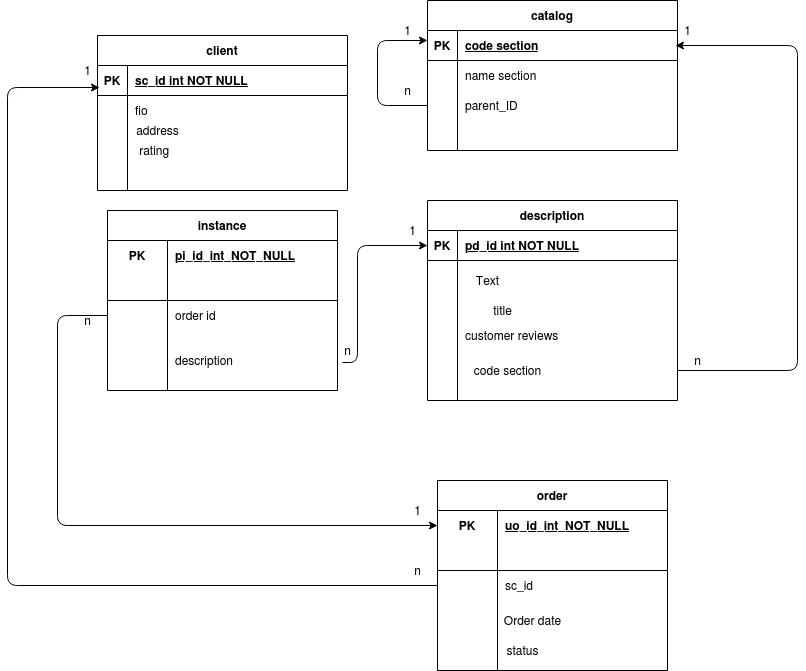 catalog
1
1
PK
code section
name section
n
parent_ID
client
1
PK
sc_id int NOT NULL
fio
address
rating
instance
PK
pi_id_int_NOT_NULL
order id
n
description
n
description
1
PK
pd_id int NOT NULL
Text
title
customer reviews
code section
n
order
1
PK
uo_id_int_NOT_NULL
n
sc_id
Order date
status